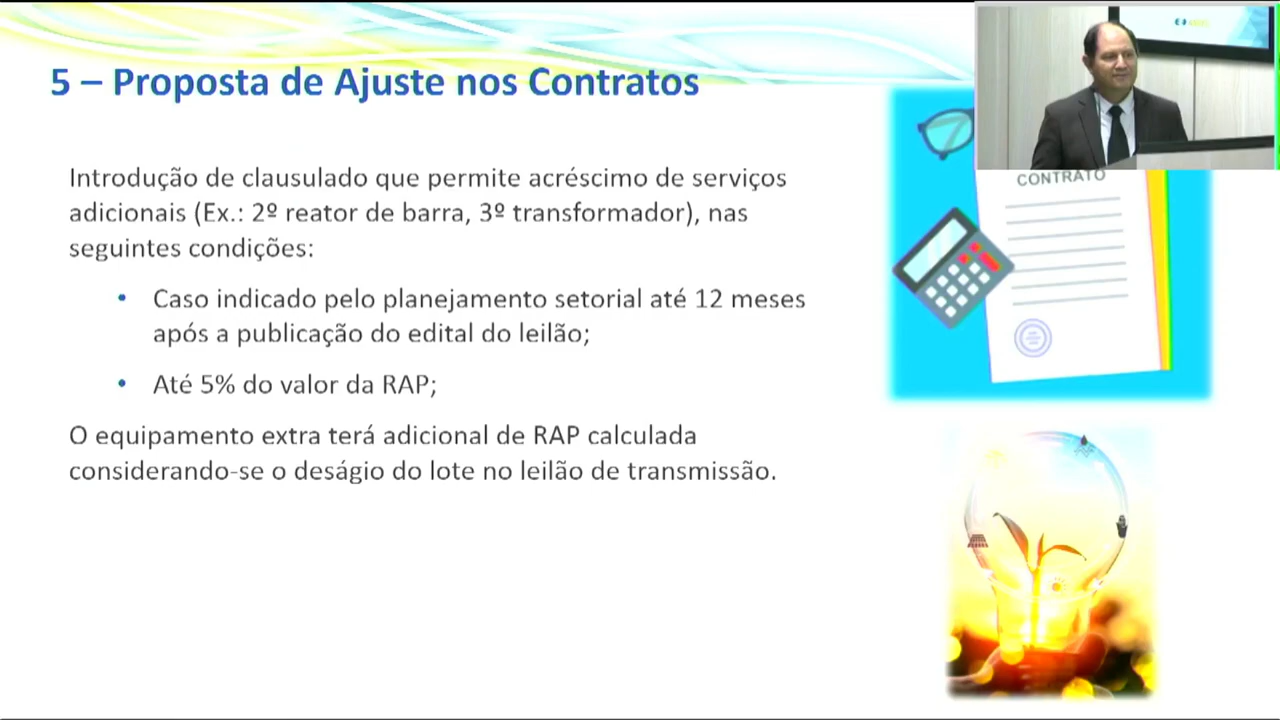 5 – Proposta de Ajuste nos Contratos
Introdução de clausulado que permite acréscimo de serviços
adicionais (Ex.: 2º reator de barra, 3º transformador), nas
seguintes condições:
• Caso indicado pelo planejamento setorial até 12 meses
após a publicação do edital do leilão;
• Até 5% do valor da RAP;
O equipamento extra terá adicional de RAP calculada
considerando-se o deságio do lote no leilão de transmissão.
CONTRATO